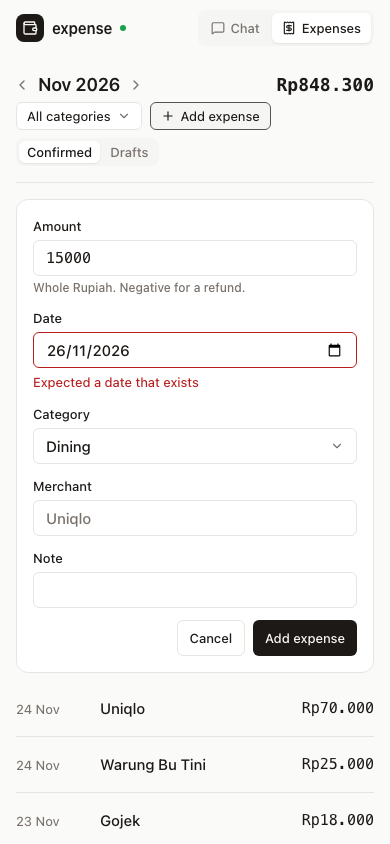 expense
Chat
Expenses
Nov 2026
Rp848.300
All categories
Add expense
Confirmed
Drafts
Amount
15000
Whole Rupiah. Negative for a refund.
Date
26/11/2026
Expected a date that exists
Category
Dining
Merchant
Uniqlo
Note
Cancel
Add expense
24 Nov Uniqlo Rp70.000
24 Nov Warung Bu Tini Rp25.000
23 Nov Gojek Rp18.000